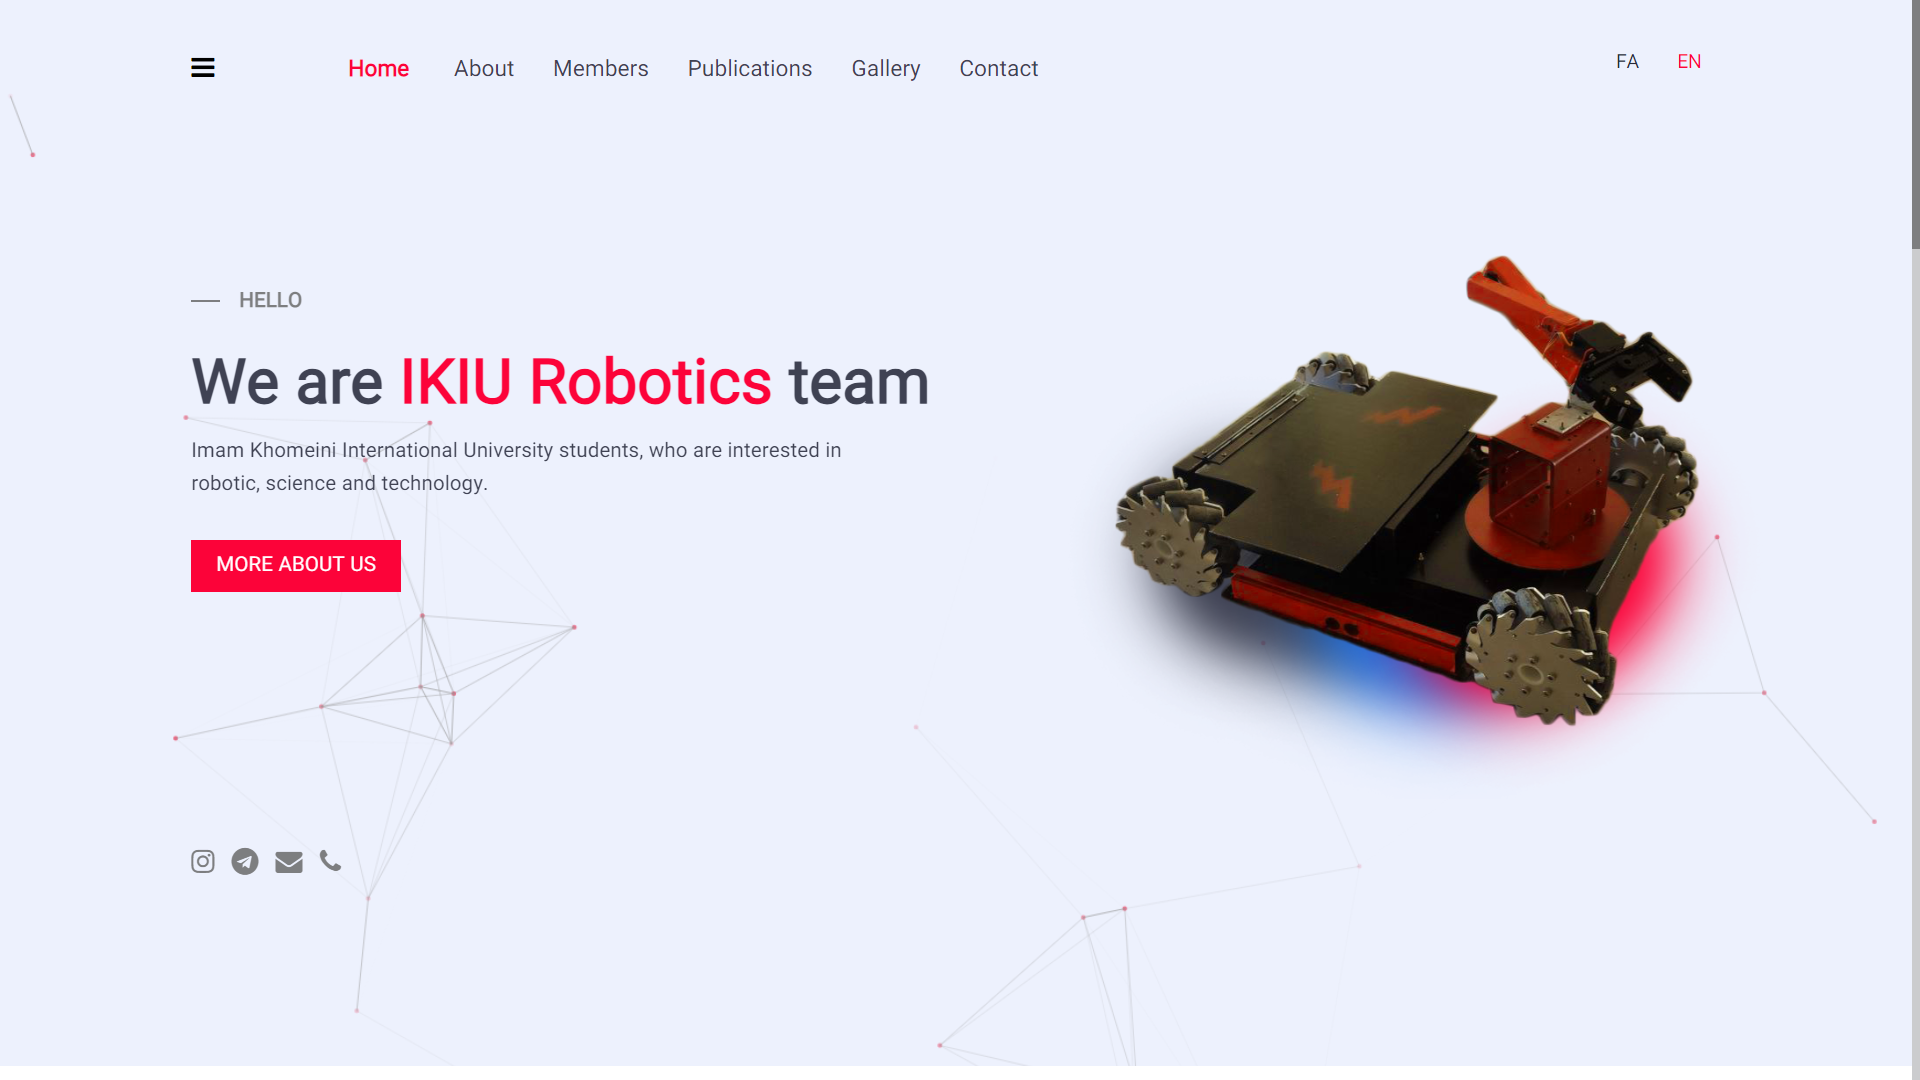 Home About Members Publications Gallery Contact
FA EN
HELLO
We are IKIU Robotics team
Imam Khomeini International University students, who are interested in
robotic, science and technology.
MORE ABOUT US